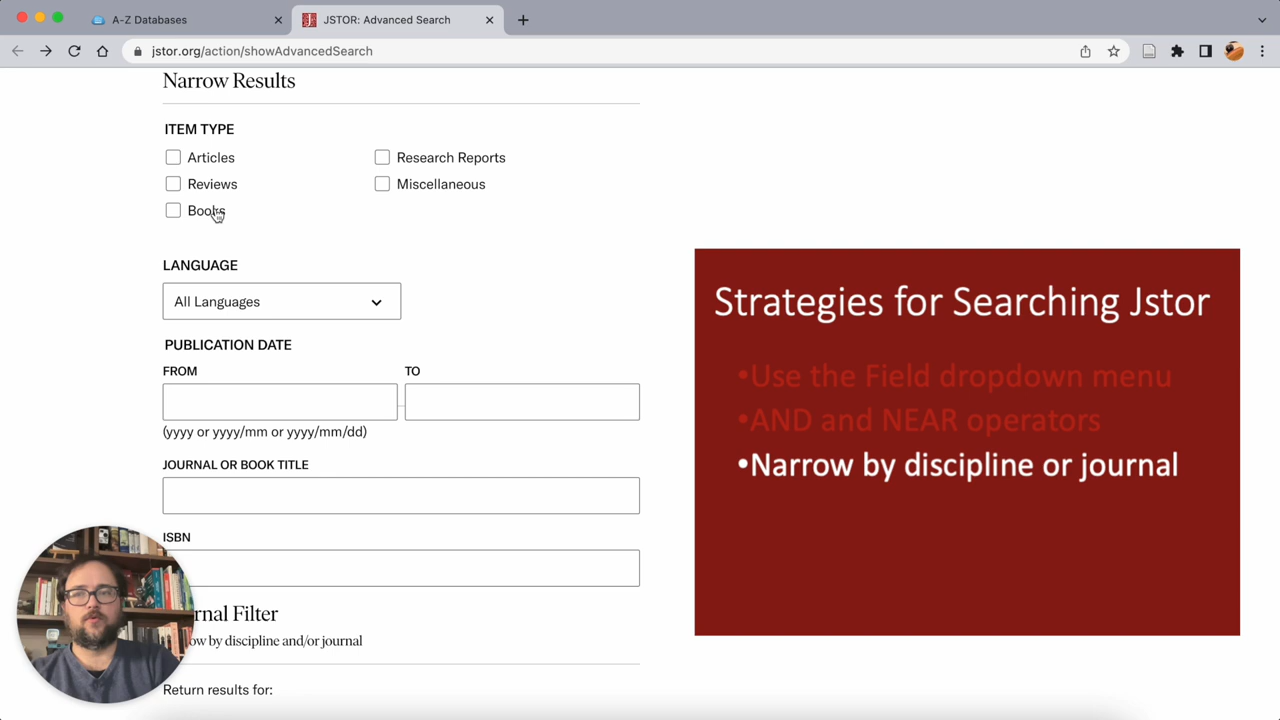 A-Z Databases
JSTOR: Advanced Search
jstor.org/action/showAdvancedSearch
Narrow Results
ITEM TYPE
Articles
Research Reports
Reviews
Miscellaneous
Books
LANGUAGE
All Languages
PUBLICATION DATE
FROM
TO
(yyyy or yyyy/mm or yyyy/mm/dd)
JOURNAL OR BOOK TITLE
ISBN
rnal Filter
ow by discipline and/or journal
Return results for:
Strategies for Searching Jstor
•Use the Field dropdown menu
•AND and NEAR operators
•Narrow by discipline or journal